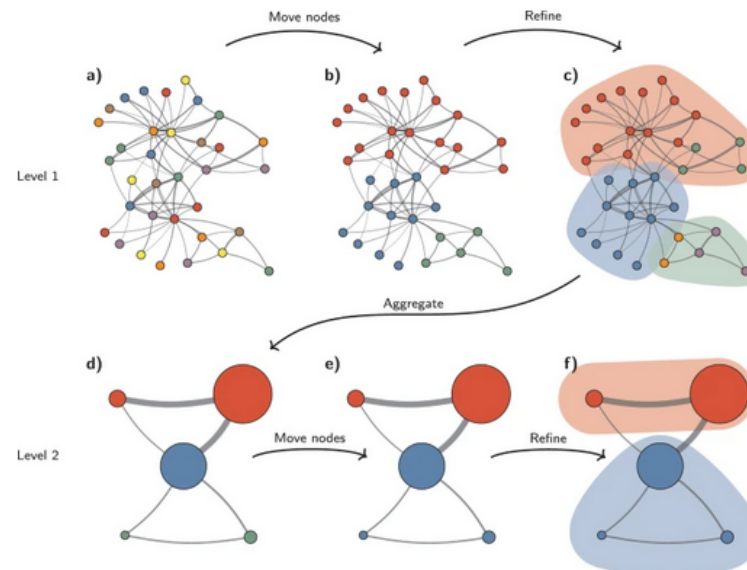 Move nodes
Refine
a)
b)
c)
Level 1
Aggregate
d)
e)
f)
Move nodes
Refine
Level 2